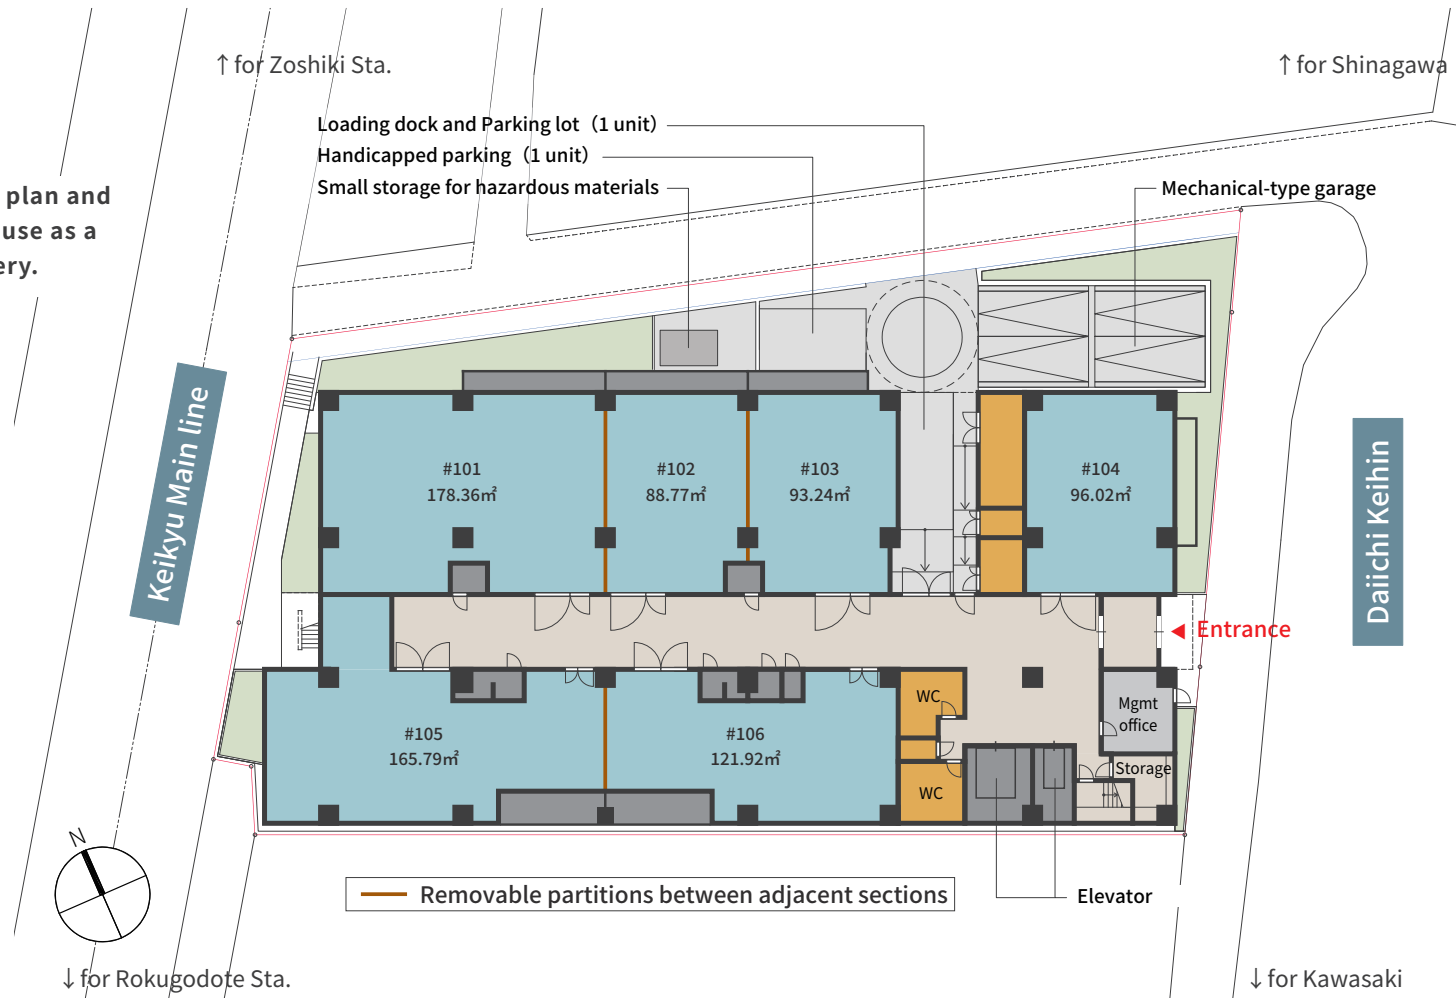 ↑ for Zoshiki Sta.
↑ for Shinagawa
Loading dock and Parking lot（1 unit）
Handicapped parking（1 unit）
Small storage for hazardous materials
Mechanical-type garage
plan and
use as a
ery.
Keikyu Main line
Daiichi Keihin
#101
178.36㎡
#102
88.77㎡
#103
93.24㎡
#104
96.02㎡
Entrance
#105
165.79㎡
#106
121.92㎡
WC
WC
Mgmt
office
Storage
N
Removable partitions between adjacent sections
Elevator
↓ for Rokugodote Sta.
↓ for Kawasaki